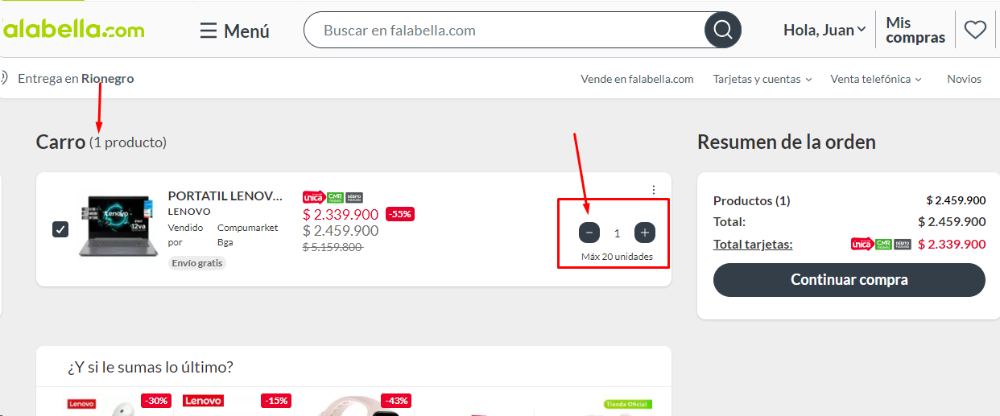 alabella.com
Menú
Buscar en falabella.com
Hola, Juan
Mis
compras
Entrega en Rionegro
Vende en falabella.com
Tarjetas y cuentas
Venta telefónica
Novios
Carro (1 producto)
Resumen de la orden
PORTATIL LENOV...
LENOVO
Vendido por
Compumarket Bga
Envío gratis
única CMR DÉBITO
$ 2.339.900 -55%
$ 2.459.900
$ 5.159.800
1
Máx 20 unidades
Productos (1) $ 2.459.900
Total: $ 2.459.900
Total tarjetas: única CMR DÉBITO $ 2.339.900
Continuar compra
¿Y si le sumas lo último?
Lenovo -30%
Lenovo -15%
-43%
Tienda Oficial